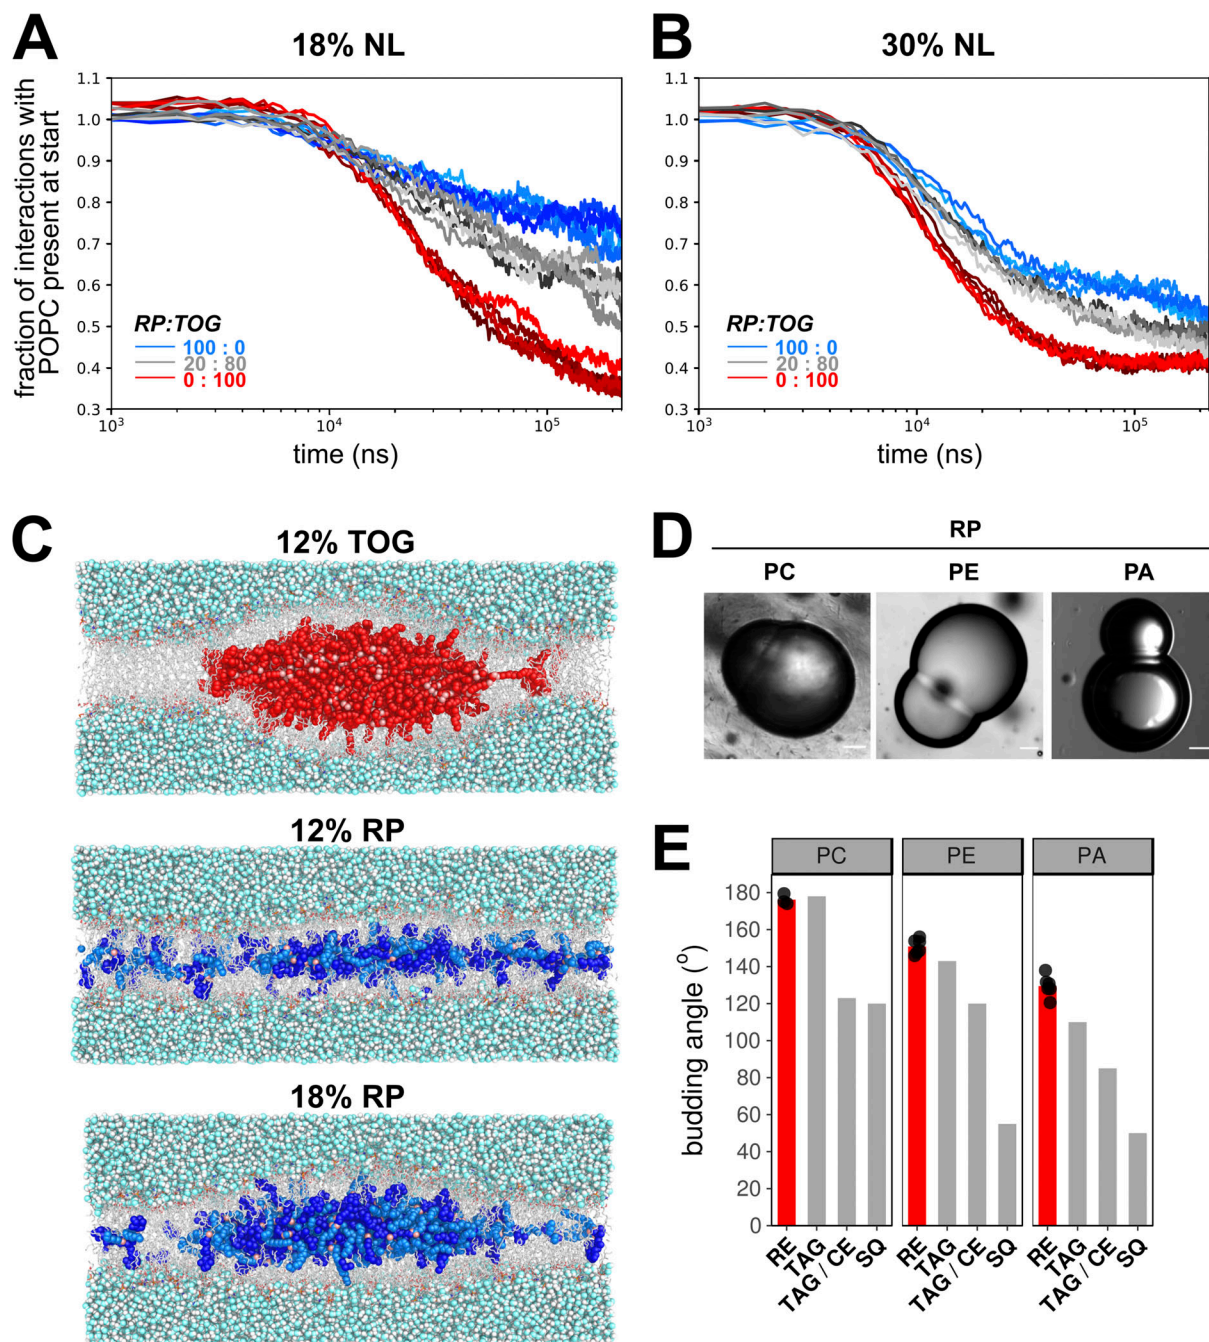 A
18% NL
fraction of interactions with
POPC present at start
1.1
1.0
0.9
0.8
0.7
0.6
0.5
0.4
0.3
RP:TOG
100 : 0
20 : 80
0 : 100
10³
10⁴
10⁵
time (ns)
B
30% NL
1.1
1.0
0.9
0.8
0.7
0.6
0.5
0.4
0.3
RP:TOG
100 : 0
20 : 80
0 : 100
10³
10⁴
10⁵
time (ns)
C
12% TOG
12% RP
18% RP
D
RP
PC PE PA
E
PC PE PA
budding angle (°)
180
160
140
120
100
80
60
40
20
0
RE TAG TAG / CE SQ RE TAG TAG / CE SQ RE TAG TAG / CE SQ